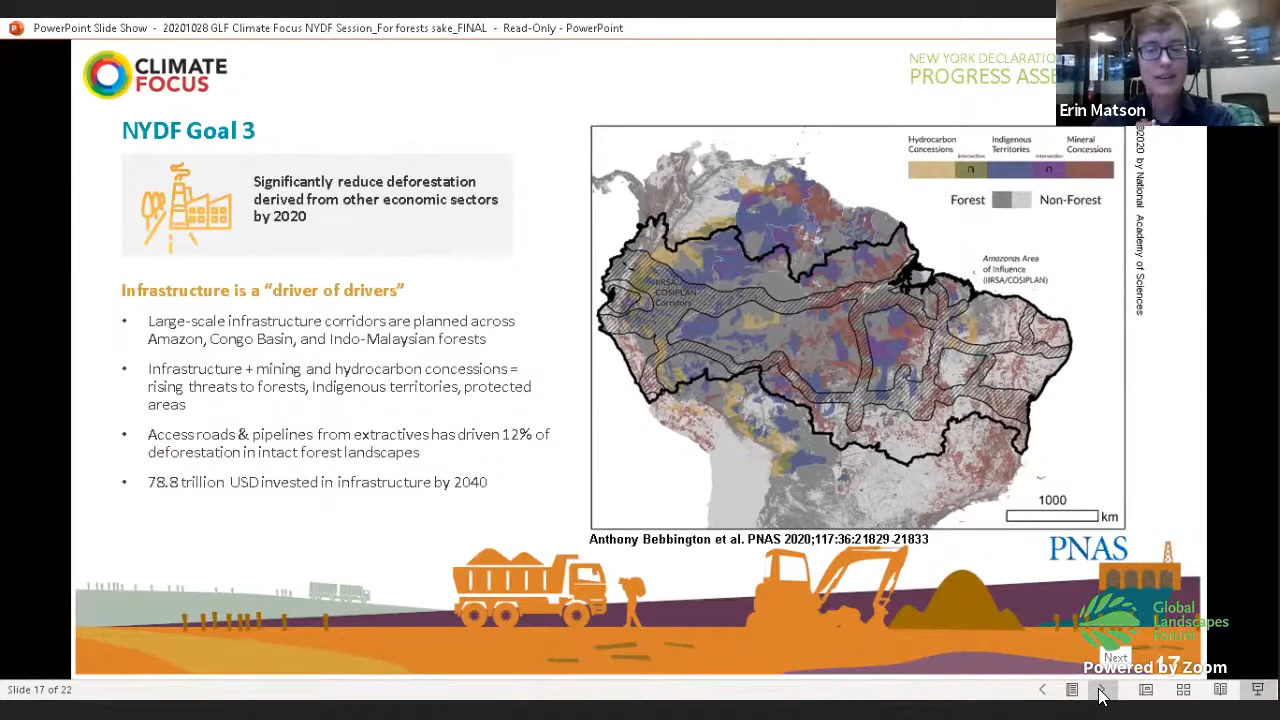 PowerPoint Slide Show - 20201028 GLF Climate Focus NYDF Session_For forests sake_FINAL - Read-Only - PowerPoint
CLIMATE
FOCUS
NEW YORK DECLARATIO
PROGRESS ASSE
Erin Matson
NYDF Goal 3
Significantly reduce deforestation
derived from other economic sectors
by 2020
Infrastructure is a “driver of drivers”
• Large-scale infrastructure corridors are planned across
Amazon, Congo Basin, and Indo-Malaysian forests
• Infrastructure + mining and hydrocarbon concessions =
rising threats to forests, Indigenous territories, protected
areas
• Access roads & pipelines from extractives has driven 12% of
deforestation in intact forest landscapes
• 78.8 trillion USD invested in infrastructure by 2040
Hydrocarbon
Concessions
Intersection
∩
Indigenous
Territories
Intersection
∩
Mineral
Concessions
Forest
Non-Forest
Amazonas Area
of Influence
(IIRSA/COSIPLAN)
IIRSA/
COSIPLAN
Corridors
1000
km
©2020 by National Academy of Sciences
Anthony Bebbington et al. PNAS 2020;117:36:21829-21833
PNAS
Global
Landscapes
Forum
Next
17
Powered by Zoom
Slide 17 of 22